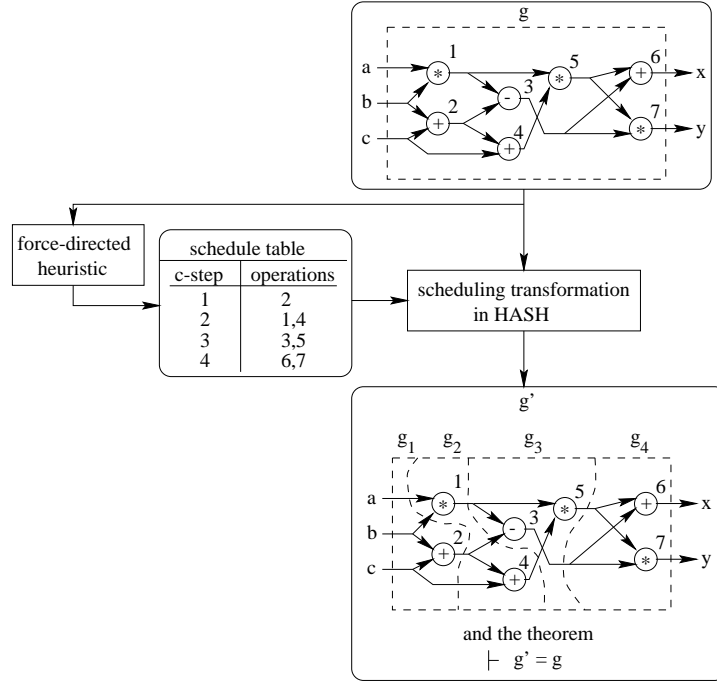 g
1
5
6
a
*
*
+
x
3
b
-
2
7
+
4
*
y
c
+
force-directed
heuristic
schedule table
c-step operations
1 2
2 1,4
3 3,5
4 6,7
scheduling transformation
in HASH
g'
g1 g2 g3 g4
1
5
6
a
*
*
+
x
3
b
-
2
7
+
4
*
y
c
+
and the theorem
⊢ g' = g